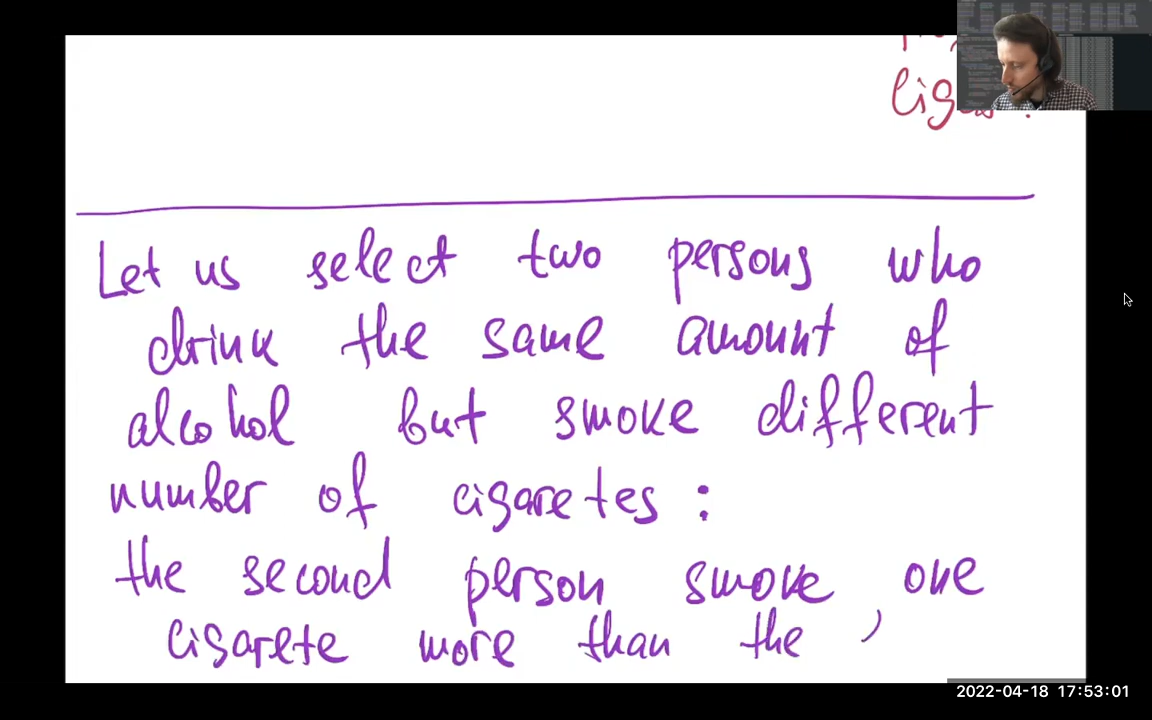 Let us select two persons who
drink the same amount of
alcohol but smoke different
number of cigaretes :
the second person smoke one
cigarete more than the
2022-04-18 17:53:01